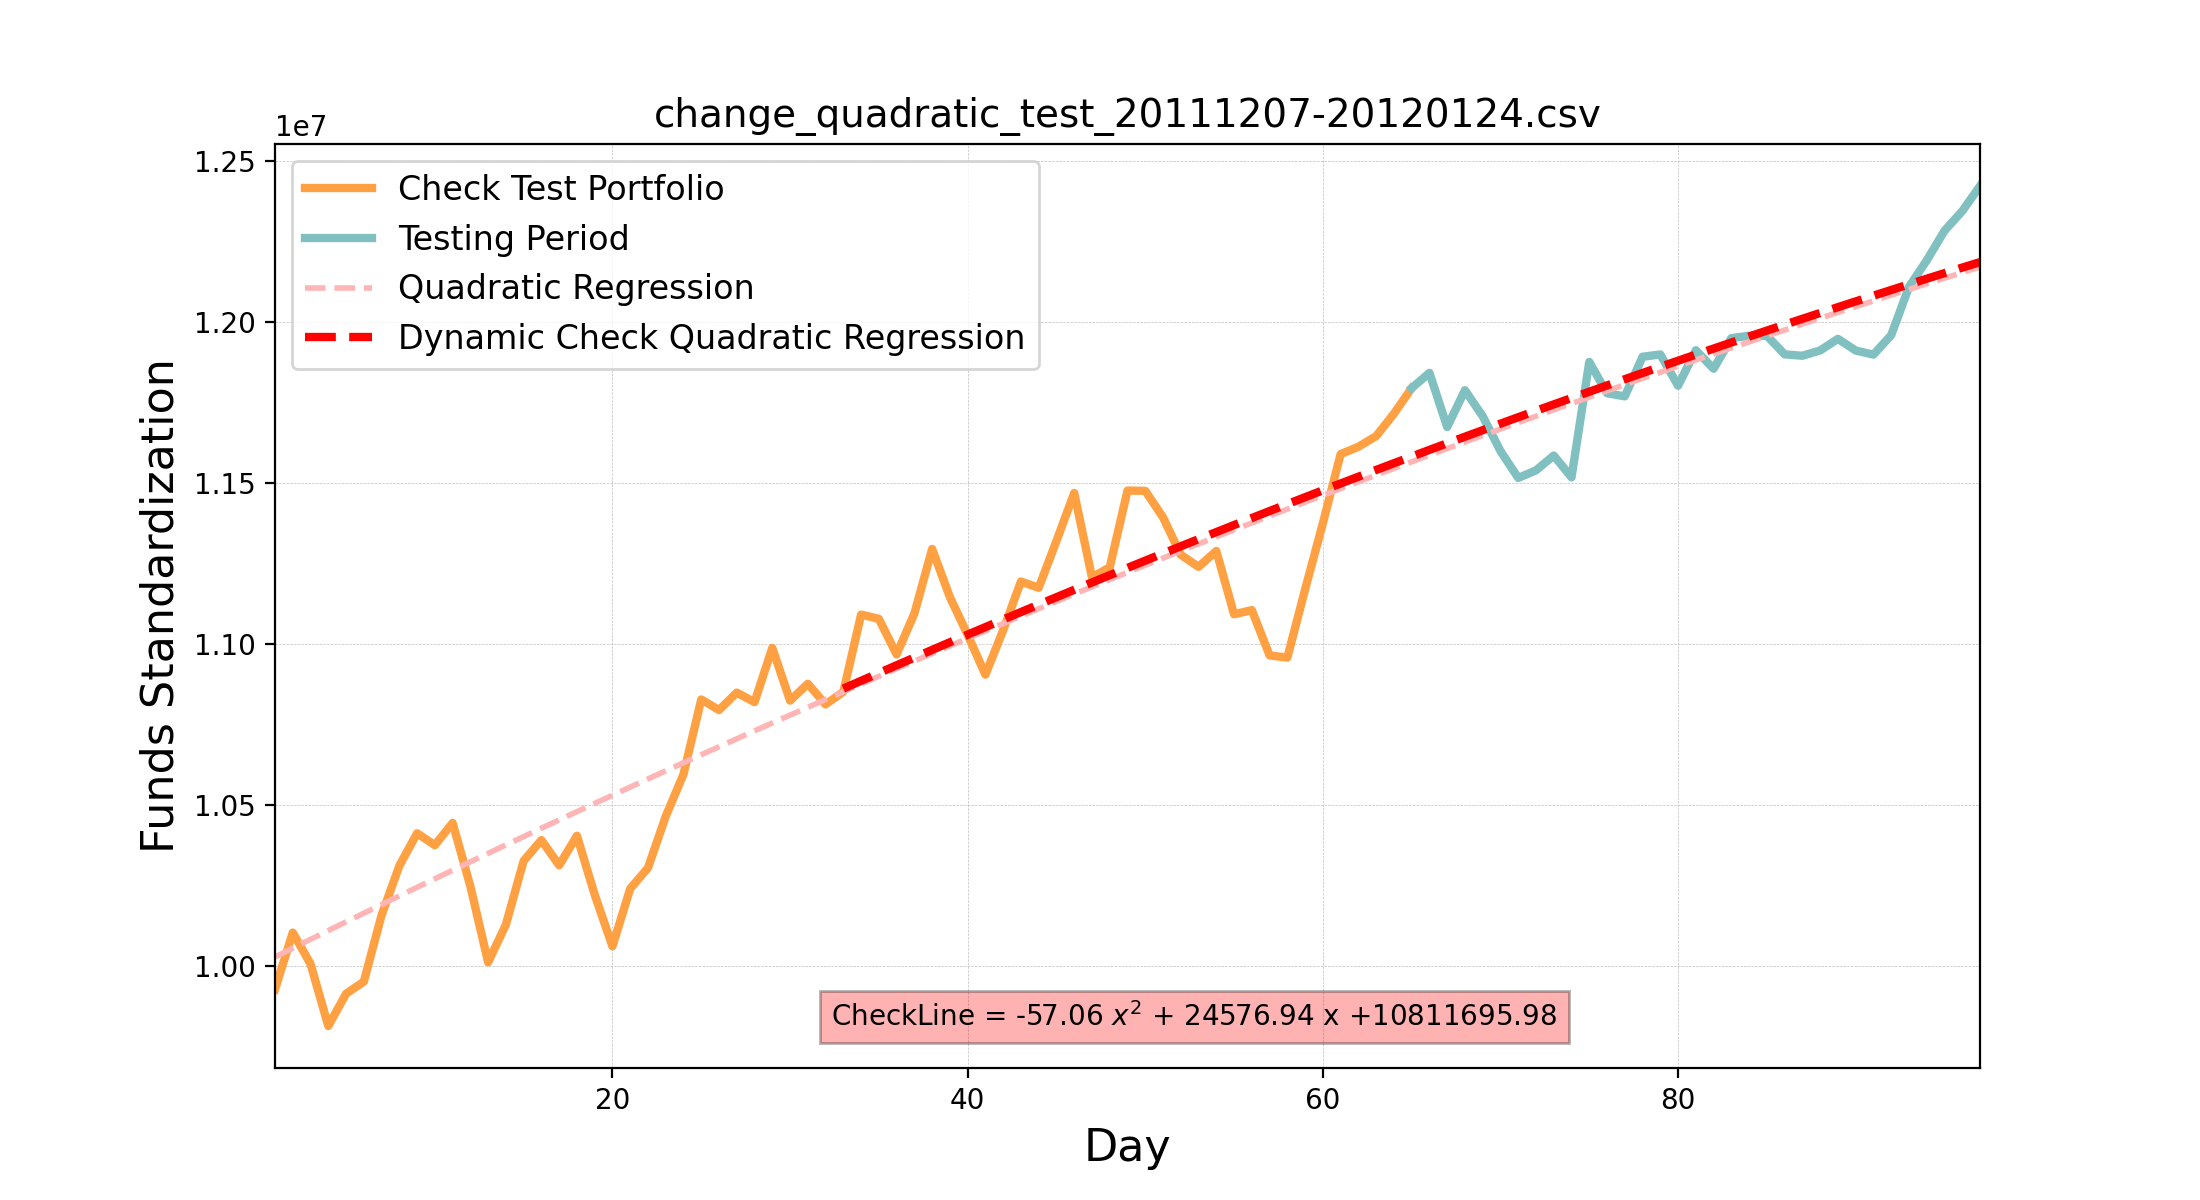 change_quadratic_test_20111207-20120124.csv
1e7
1.25
1.20
1.15
1.10
1.05
1.00
Funds Standardization
Check Test Portfolio
Testing Period
Quadratic Regression
Dynamic Check Quadratic Regression
CheckLine = -57.06 x² + 24576.94 x +10811695.98
20 40 60 80
Day